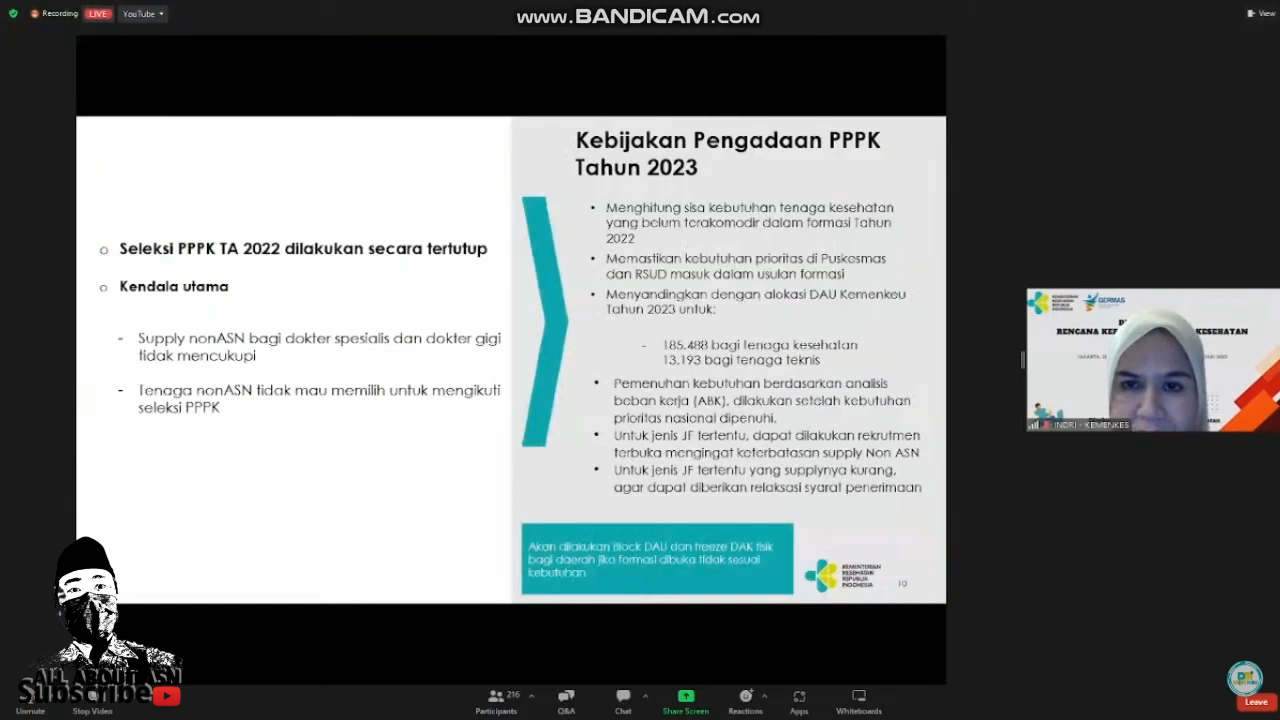 Recording
LIVE
YouTube
www.BANDICAM.com
View
Seleksi PPPK TA 2022 dilakukan secara tertutup
Kendala utama
- Supply nonASN bagi dokter spesialis dan dokter gigi
tidak mencukupi
- Tenaga nonASN tidak mau memilih untuk mengikuti
seleksi PPPK
Kebijakan Pengadaan PPPK
Tahun 2023
• Menghitung sisa kebutuhan tenaga kesehatan
yang belum terakomodir dalam formasi Tahun
2022
• Memastikan kebutuhan prioritas di Puskesmas
dan RSUD masuk dalam usulan formasi
• Menyandingkan dengan alokasi DAU Kemenkeu
Tahun 2023 untuk:
- 185.488 bagi tenaga kesehatan
13.193 bagi tenaga teknis
• Pemenuhan kebutuhan berdasarkan analisis
beban kerja (ABK), dilakukan setelah kebutuhan
prioritas nasional dipenuhi.
• Untuk jenis JF tertentu, dapat dilakukan rekrutmen
terbuka mengingat keterbatasan supply Non ASN
• Untuk jenis JF tertentu yang supplynya kurang,
agar dapat diberikan relaksasi syarat penerimaan
Akan dilakukan Block DAU dan freeze DAK fisik
bagi daerah jika formasi dibuka tidak sesuai
kebutuhan
KEMENTERIAN
KESEHATAN
REPUBLIK
INDONESIA
10
KEMENTERIAN
KESEHATAN
REPUBLIK
INDONESIA
GERMAS
RENCANA
KESEHATAN
INDRI - KEMENKES
ALL ABOUT ASN
Subscribe
Unmute
Stop Video
216
Participants
Q&A
Chat
Share Screen
Reactions
Apps
Whiteboards
Leave